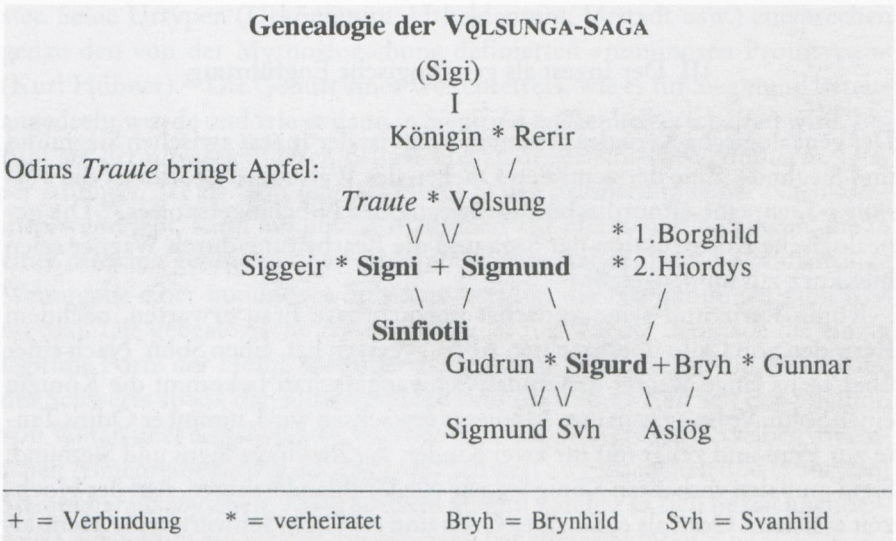 Genealogie der VǪLSUNGA-SAGA
(Sigi)
I
Königin * Rerir
\ /
Odins Traute bringt Apfel:
Traute * Vǫlsung
\/ \/ * 1.Borghild
Siggeir * Signi + Sigmund * 2.Hiordys
\ / \
Sinfiotli \ /
Gudrun * Sigurd + Bryh * Gunnar
\/ \/ \ /
Sigmund Svh Aslög
+ = Verbindung * = verheiratet Bryh = Brynhild Svh = Svanhild